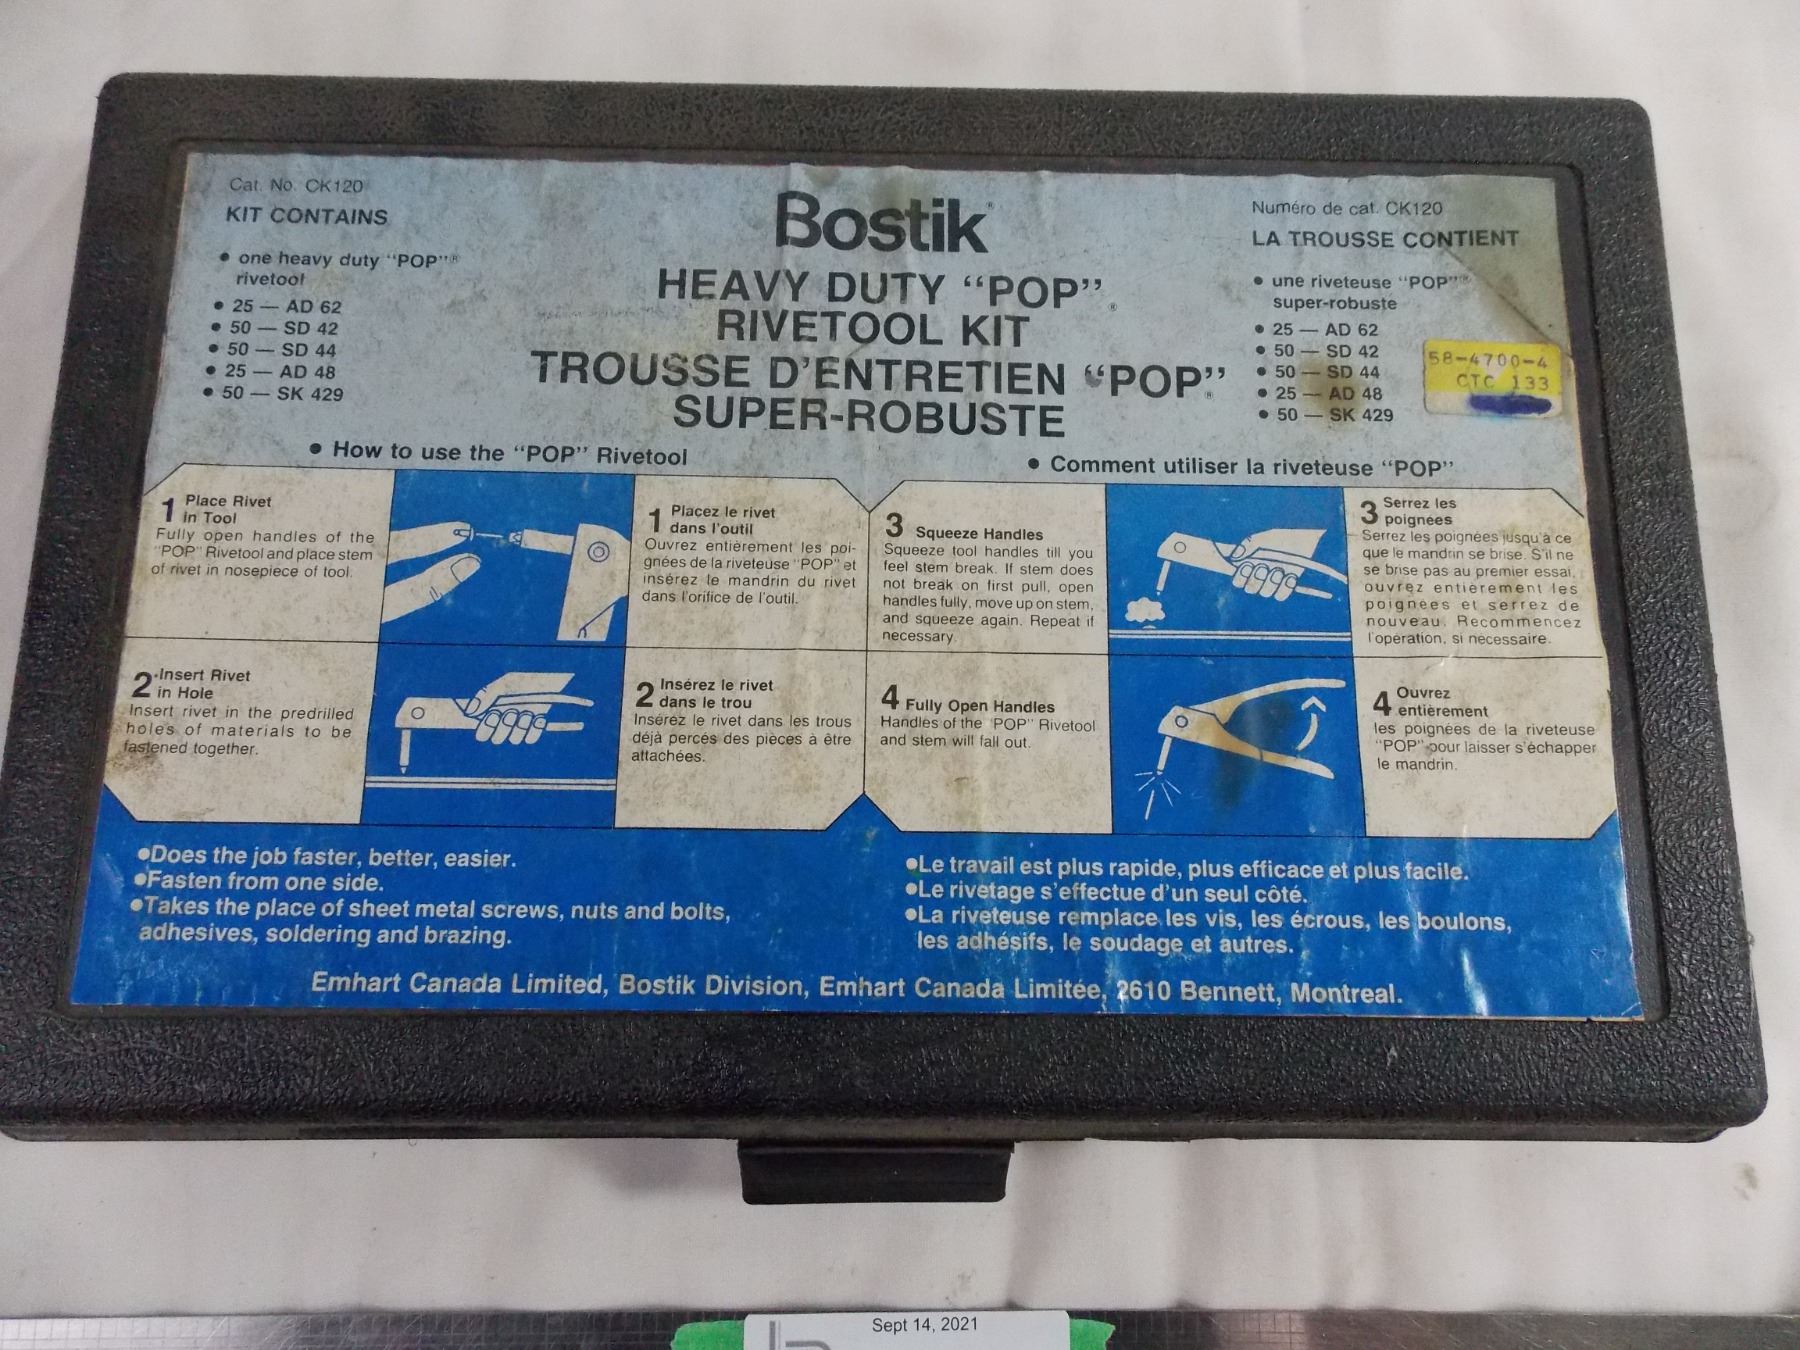 Cat. No. CK120
KIT CONTAINS
• one heavy duty “POP”®
rivetool
• 25 — AD 62
• 50 — SD 42
• 50 — SD 44
• 25 — AD 48
• 50 — SK 429
Bostik®
HEAVY DUTY “POP”®
RIVETOOL KIT
TROUSSE D'ENTRETIEN “POP”®
SUPER-ROBUSTE
Numéro de cat. CK120
LA TROUSSE CONTIENT
• une riveteuse “POP”®
super-robuste
• 25 — AD 62
• 50 — SD 42
• 50 — SD 44
• 25 — AD 48
• 50 — SK 429
58-4700-4
CTC 133
• How to use the “POP” Rivetool
• Comment utiliser la riveteuse “POP”
1 Place Rivet
in Tool
Fully open handles of the
“POP” Rivetool and place stem
of rivet in nosepiece of tool.
1 Placez le rivet
dans l'outil
Ouvrez entièrement les poi-
gnées de la riveteuse “POP” et
insérez le mandrin du rivet
dans l'orifice de l'outil.
2 Insert Rivet
in Hole
Insert rivet in the predrilled
holes of materials to be
fastened together.
2 Insérez le rivet
dans le trou
Insérez le rivet dans les trous
déjà percés des pièces à être
attachées.
3 Squeeze Handles
Squeeze tool handles till you
feel stem break. If stem does
not break on first pull, open
handles fully, move up on stem,
and squeeze again. Repeat if
necessary.
3 Serrez les
poignées
Serrez les poignées jusqu'à ce
que le mandrin se brise. S'il ne
se brise pas au premier essai,
ouvrez entièrement les
poignées et serrez de
nouveau. Recommencez
l'opération, si nécessaire.
4 Fully Open Handles
Handles of the “POP” Rivetool
and stem will fall out.
4 Ouvrez
entièrement
les poignées de la riveteuse
“POP” pour laisser s'échapper
le mandrin.
•Does the job faster, better, easier.
•Fasten from one side.
•Takes the place of sheet metal screws, nuts and bolts,
adhesives, soldering and brazing.
•Le travail est plus rapide, plus efficace et plus facile.
•Le rivetage s'effectue d'un seul côté.
•La riveteuse remplace les vis, les écrous, les boulons,
les adhésifs, le soudage et autres.
Emhart Canada Limited, Bostik Division, Emhart Canada Limitée, 2610 Bennett, Montreal.
Sept 14, 2021